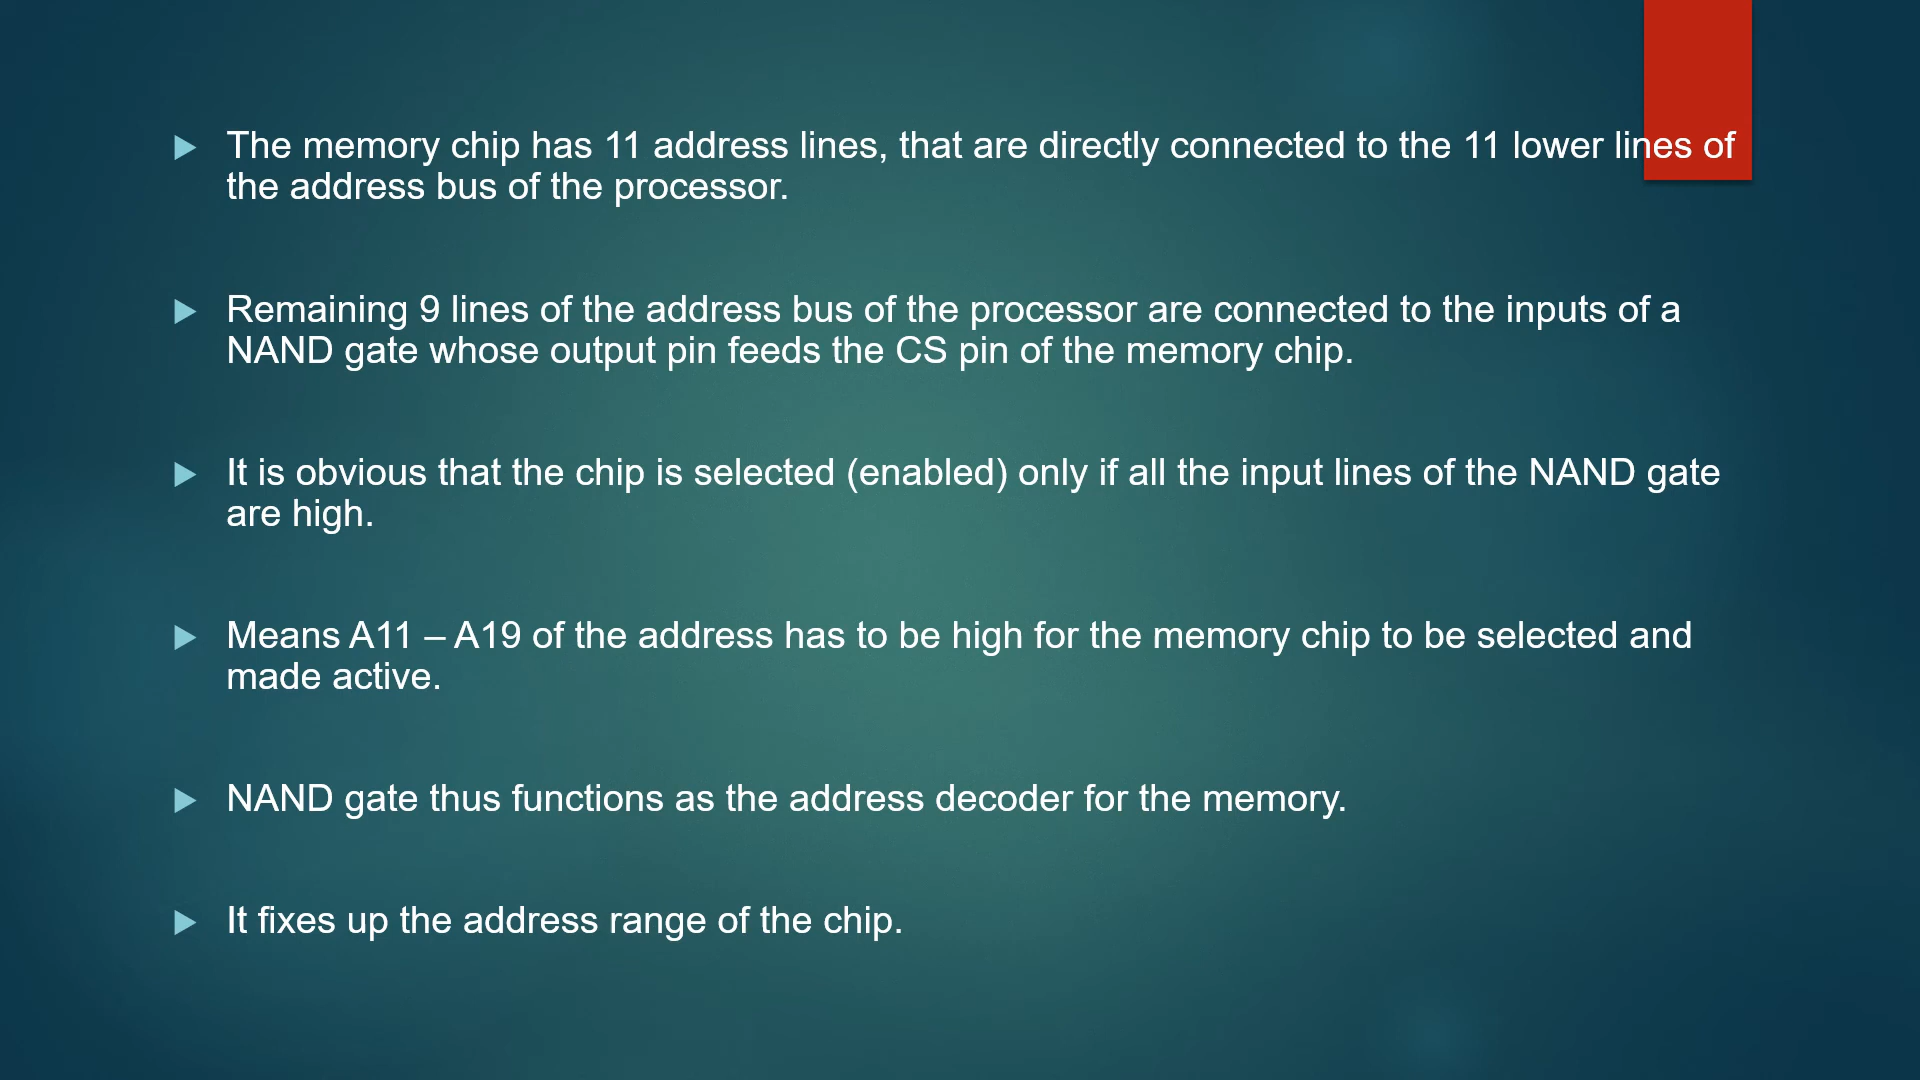 The memory chip has 11 address lines, that are directly connected to the 11 lower lines of
the address bus of the processor.
Remaining 9 lines of the address bus of the processor are connected to the inputs of a
NAND gate whose output pin feeds the CS pin of the memory chip.
It is obvious that the chip is selected (enabled) only if all the input lines of the NAND gate
are high.
Means A11 – A19 of the address has to be high for the memory chip to be selected and
made active.
NAND gate thus functions as the address decoder for the memory.
It fixes up the address range of the chip.